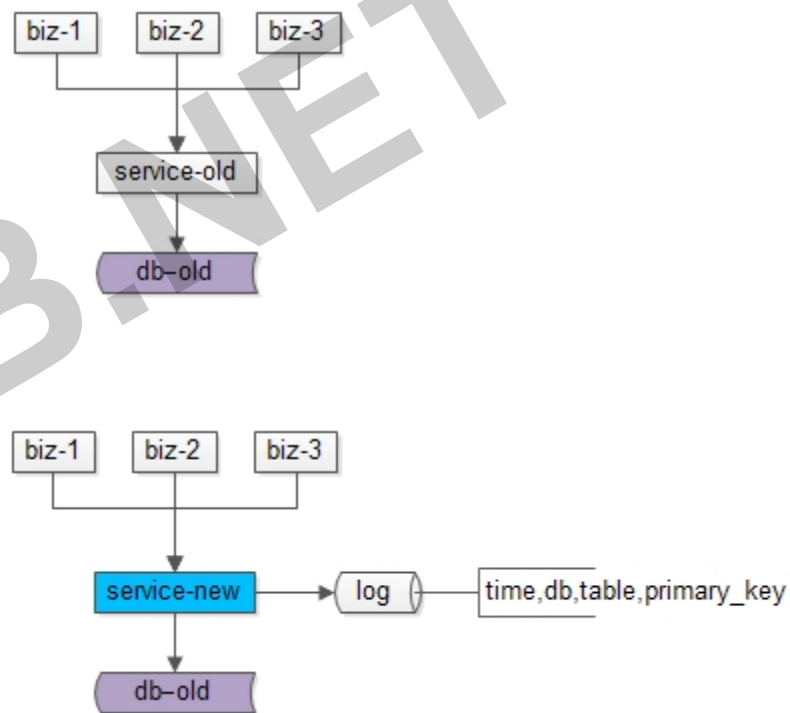 biz-1 biz-2 biz-3
service-old
db-old
B.NET
biz-1 biz-2 biz-3
service-new log time,db,table,primary_key
db-old